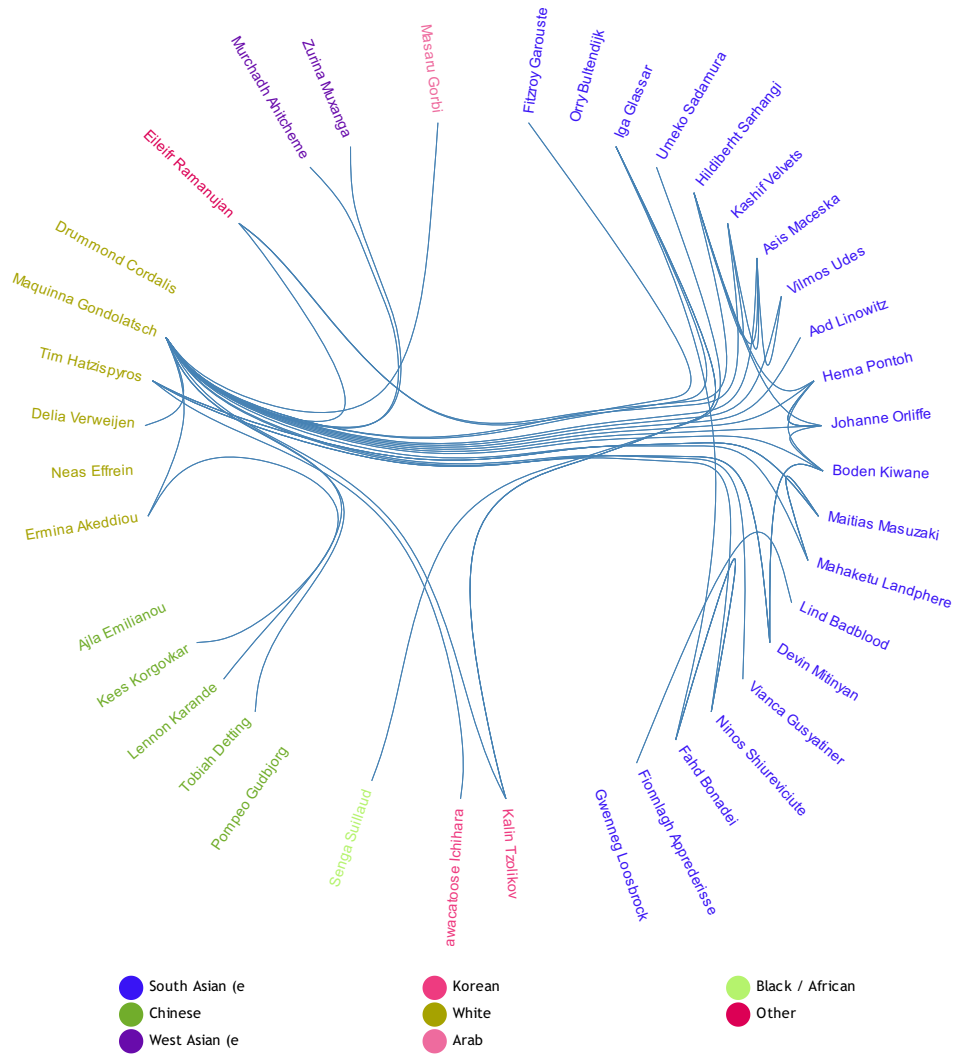 Fitzroy Garouste
Orry Bultendijk
Iga Glassar
Umeko Sadamura
Hildiberht Sarhangi
Kashif Velvets
Asis Maceska
Vilmos Udes
Aod Linowitz
Hema Pontoh
Johanne Orliffe
Boden Kiwane
Maitias Masuzaki
Mahaketu Landphere
Lind Badblood
Devin Mitinyan
Vianca Gusyatiner
Ninos Shiureviciute
Fahd Bonadei
Fionnlagh Apprederisse
Gwenneg Loosbrock
Kalin Tzolikov
awacatoose Ichihara
Senga Suillaud
Pompeo Gudbjorg
Tobiah Detting
Lennon Karande
Kees Korgovkar
Ajla Emilianou
Ermina Akeddiou
Neas Effrein
Delia Verweijen
Tim Hatzispyros
Maquinna Gondolatsch
Drummond Cordalis
Eileifr Ramanujan
Murchadh Ahitcheme
Zurina Muxanga
Masaru Gorbi
South Asian (e
Chinese
West Asian (e
Korean
White
Arab
Black / African
Other